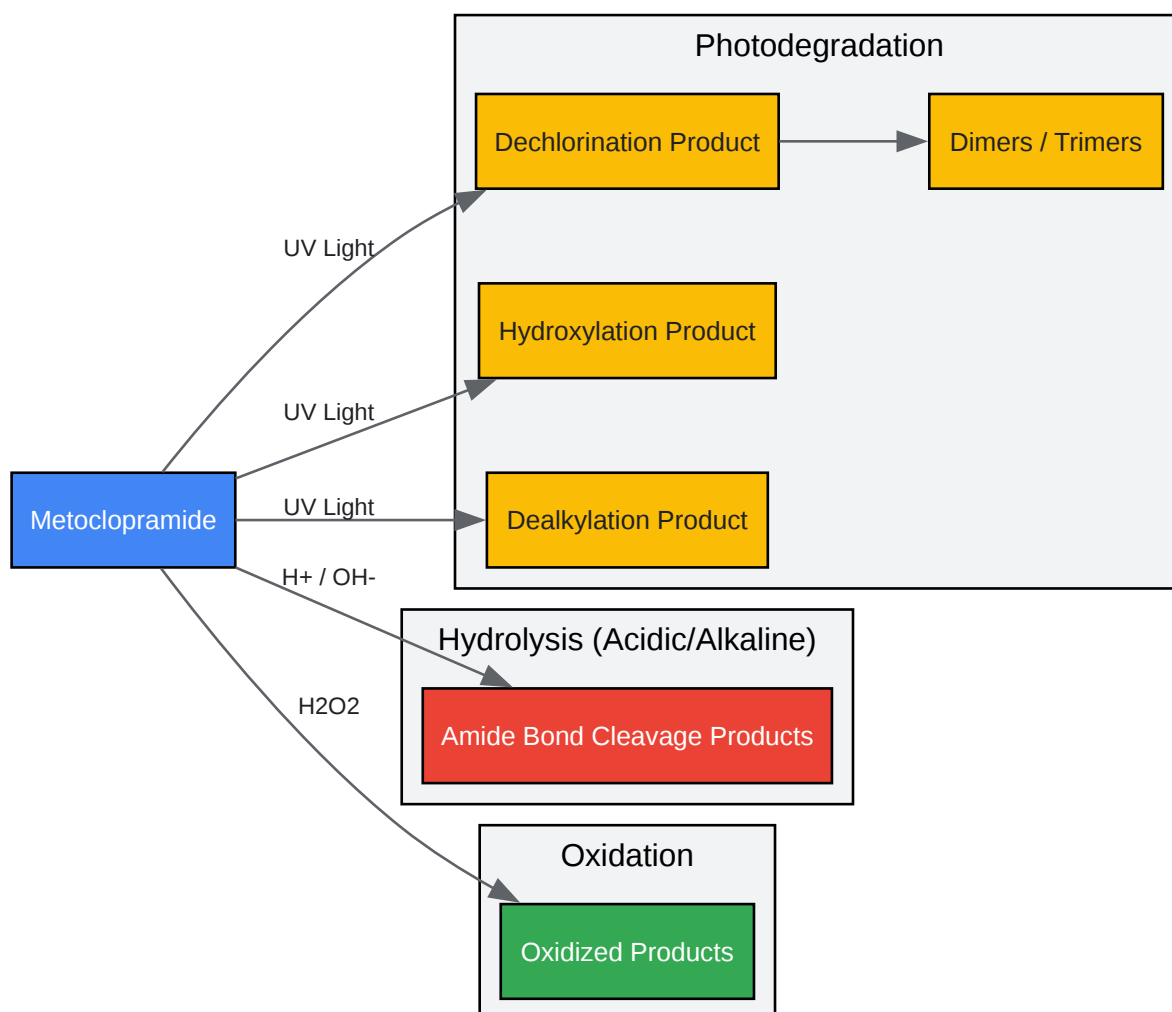 Photodegradation
Dechlorination Product
Dimers / Trimers
UV Light
Hydroxylation Product
UV Light
Metoclopramide
UV Light
Dealkylation Product
H+ / OH-
Hydrolysis (Acidic/Alkaline)
Amide Bond Cleavage Products
H2O2
Oxidation
Oxidized Products